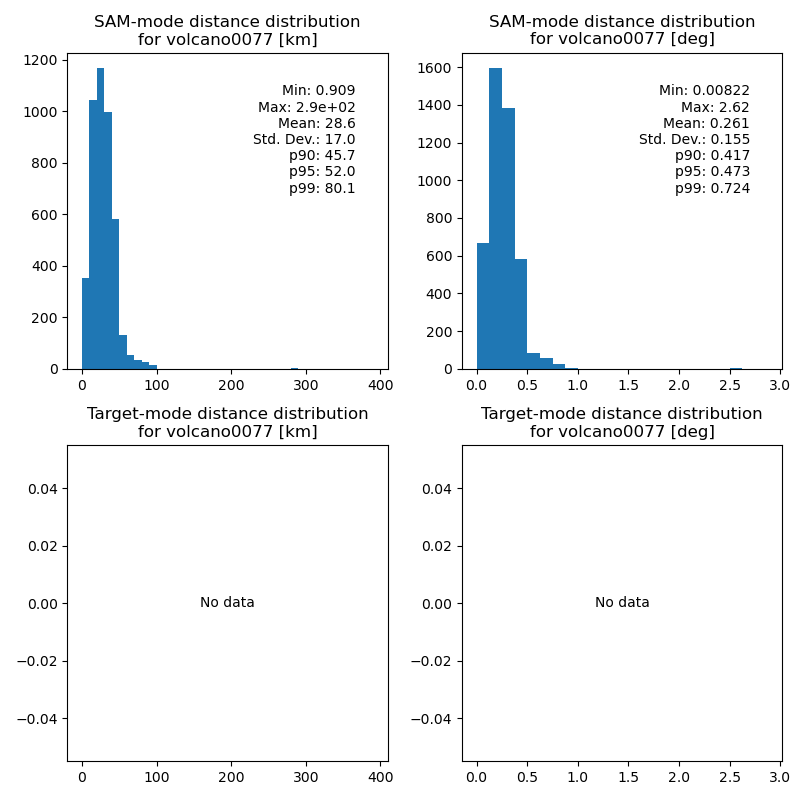 SAM-mode distance distribution
for volcano0077 [km]
1200
1000
800
600
400
200
0
0 100 200 300 400
Min: 0.909
Max: 2.9e+02
Mean: 28.6
Std. Dev.: 17.0
p90: 45.7
p95: 52.0
p99: 80.1
SAM-mode distance distribution
for volcano0077 [deg]
1600
1400
1200
1000
800
600
400
200
0
0.0 0.5 1.0 1.5 2.0 2.5 3.0
Min: 0.00822
Max: 2.62
Mean: 0.261
Std. Dev.: 0.155
p90: 0.417
p95: 0.473
p99: 0.724
Target-mode distance distribution
for volcano0077 [km]
0.04
0.02
0.00
−0.02
−0.04
No data
0 100 200 300 400
Target-mode distance distribution
for volcano0077 [deg]
0.04
0.02
0.00
−0.02
−0.04
No data
0.0 0.5 1.0 1.5 2.0 2.5 3.0